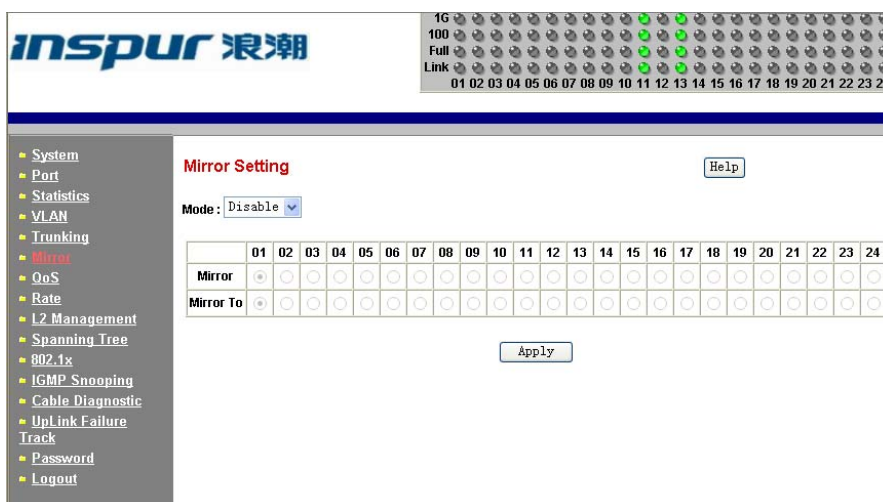 inspur 浪潮
1G
100
Full
Link
01 02 03 04 05 06 07 08 09 10 11 12 13 14 15 16 17 18 19 20 21 22 23 2
System
Port
Statistics
VLAN
Trunking
Mirror
QoS
Rate
L2 Management
Spanning Tree
802.1x
IGMP Snooping
Cable Diagnostic
UpLink Failure
Track
Password
Logout
Mirror Setting
Help
Mode : Disable
01 02 03 04 05 06 07 08 09 10 11 12 13 14 15 16 17 18 19 20 21 22 23 24
Mirror
Mirror To
Apply